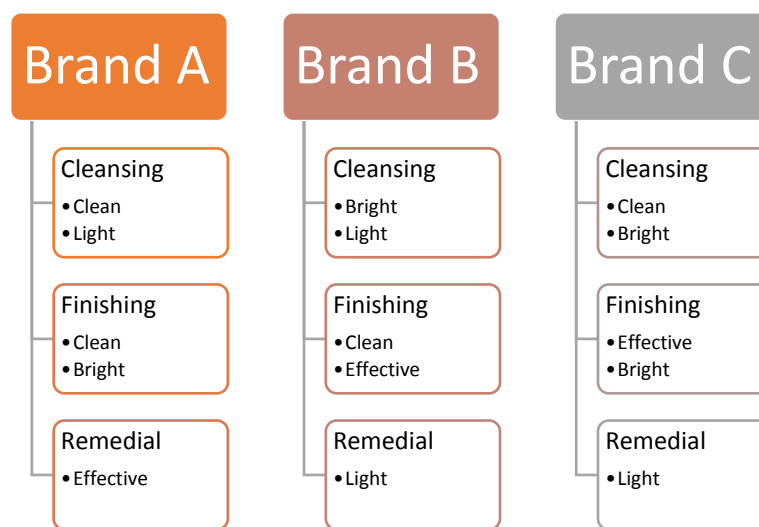 Brand A
Cleansing
•Clean
•Light
Finishing
•Clean
•Bright
Remedial
•Effective
Brand B
Cleansing
•Bright
•Light
Finishing
•Clean
•Effective
Remedial
•Light
Brand C
Cleansing
•Clean
•Bright
Finishing
•Effective
•Bright
Remedial
•Light